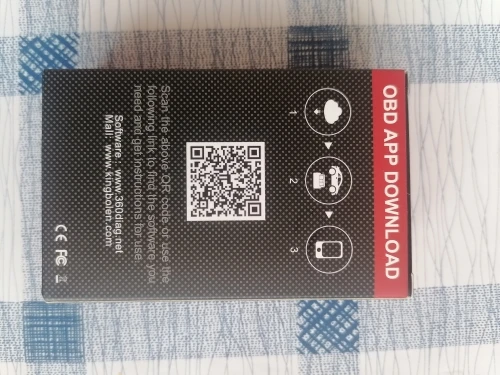 OBD APP DOWNLOAD
1
2
3
Scan the above QR code or use the
following link to find the software you
need and get instructions for use.
Software : www.360diag.net
Mail: www.kingbolen.com
CE FC